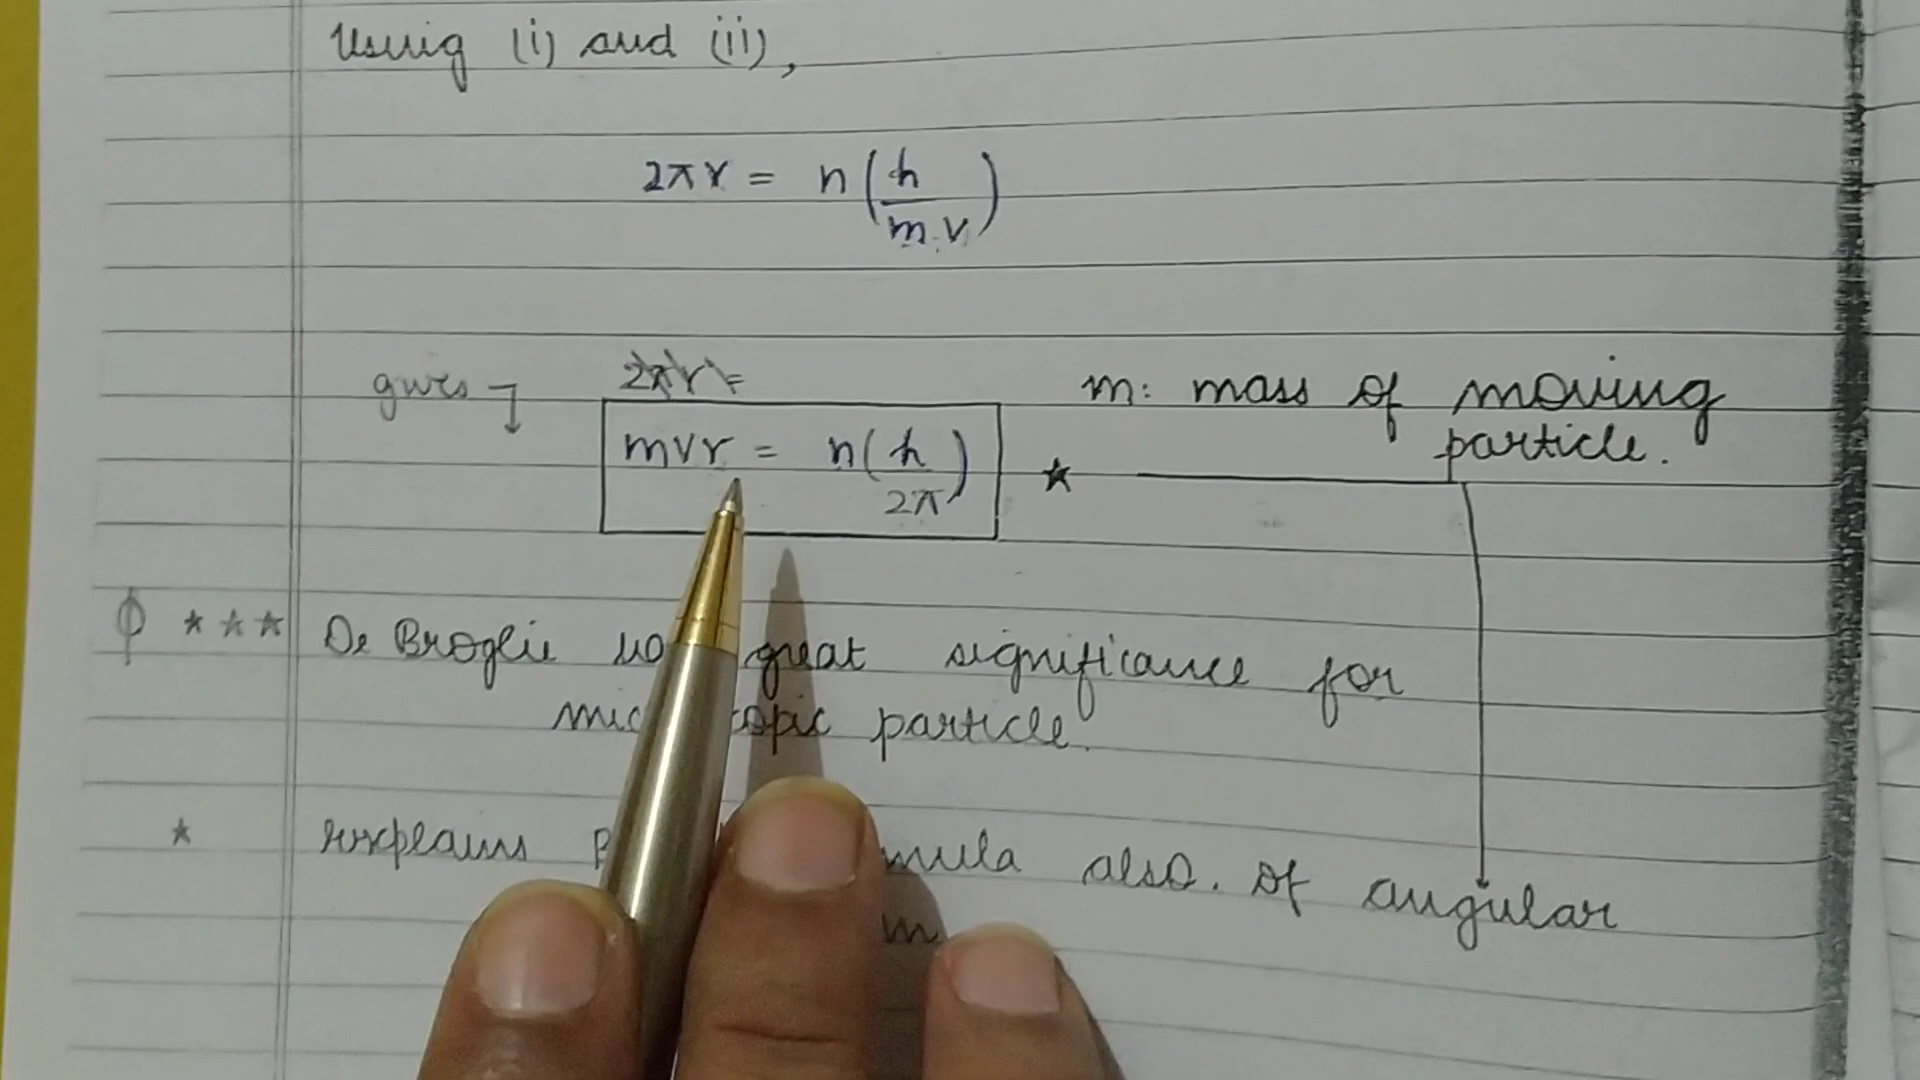 Using (i) and (ii),
2πr = n(h/m.v)
gives
2πr =
mvr = n(h/2π)
m: mass of moving
particle.
De Broglie great significance for
particle.
explains also. of angular